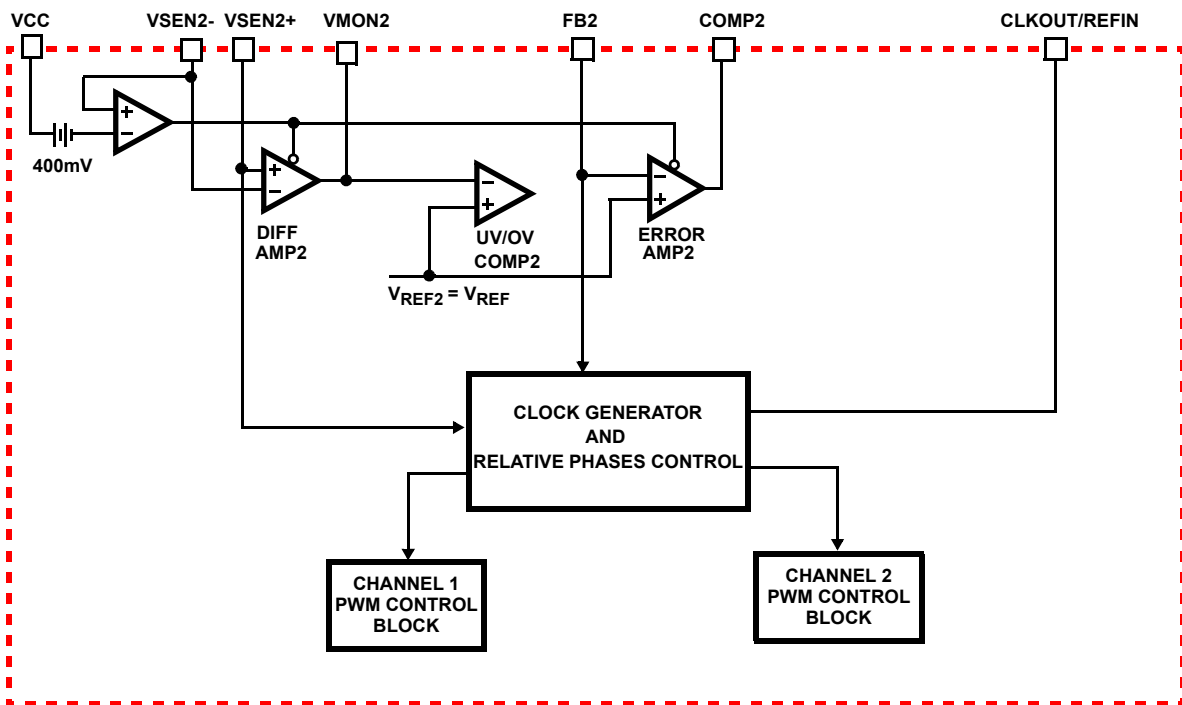 VCC
VSEN2-
VSEN2+
VMON2
FB2
COMP2
CLKOUT/REFIN
+
−
400mV
+
−
DIFF
AMP2
−
+
UV/OV
COMP2
−
+
ERROR
AMP2
VREF2 = VREF
CLOCK GENERATOR
AND
RELATIVE PHASES CONTROL
CHANNEL 1
PWM CONTROL
BLOCK
CHANNEL 2
PWM CONTROL
BLOCK